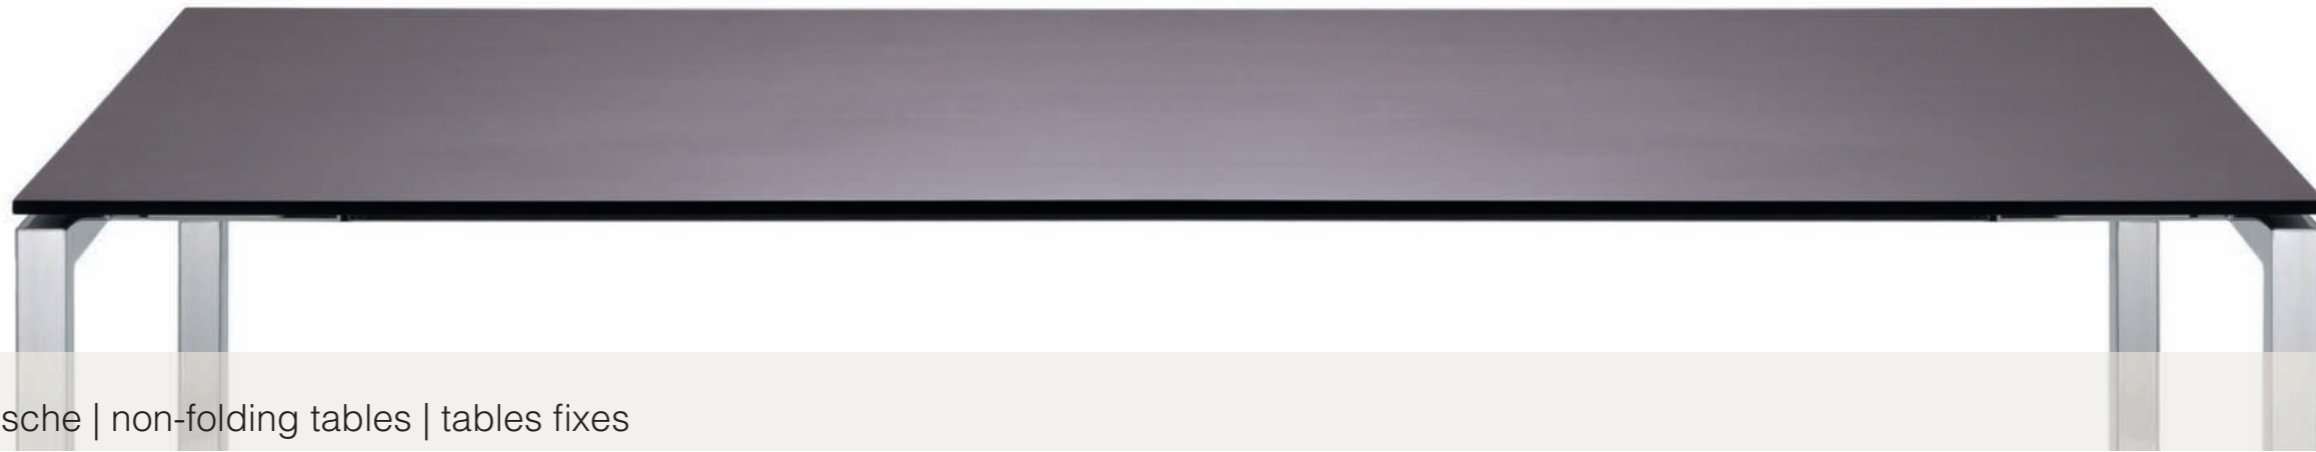 sche | non-folding tables | tables fixes